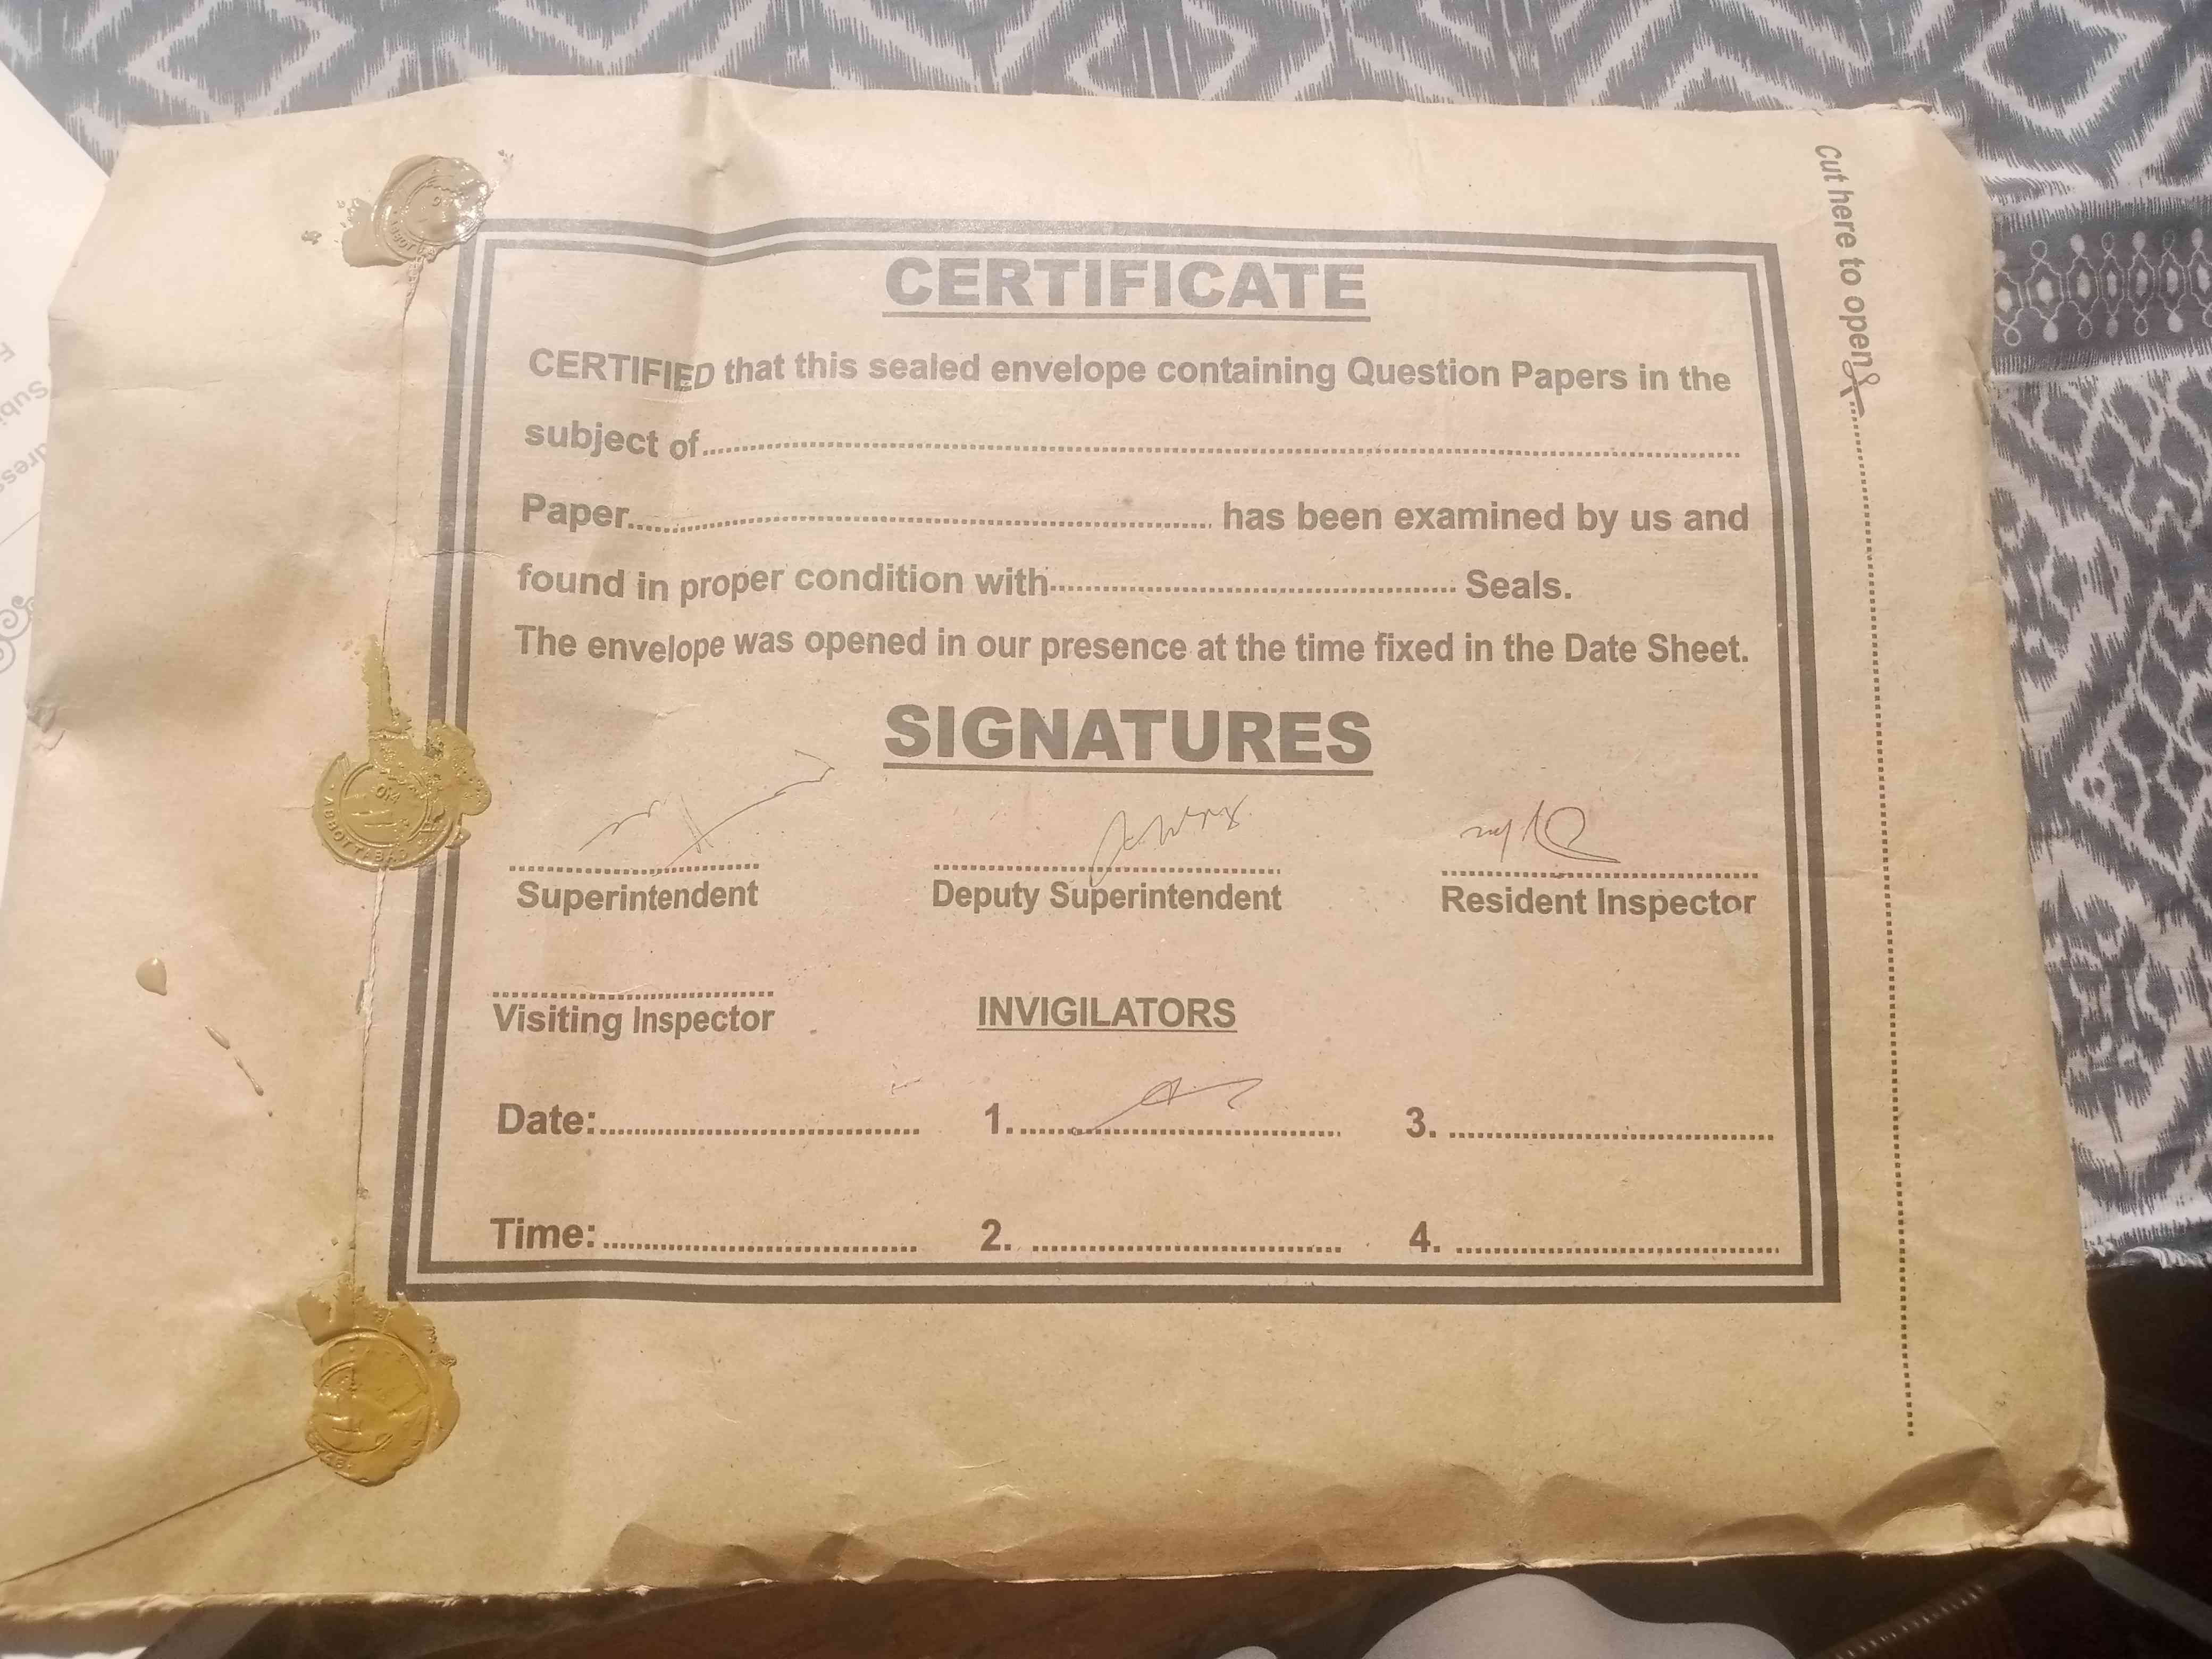 Cut here to open
CERTIFICATE
CERTIFIED that this sealed envelope containing Question Papers in the
subject of
Paper has been examined by us and
found in proper condition with Seals.
The envelope was opened in our presence at the time fixed in the Date Sheet.
SIGNATURES
Superintendent Deputy Superintendent Resident Inspector
Visiting Inspector INVIGILATORS
Date: 1. 3.
Time: 2. 4.
ABBOTTABAD